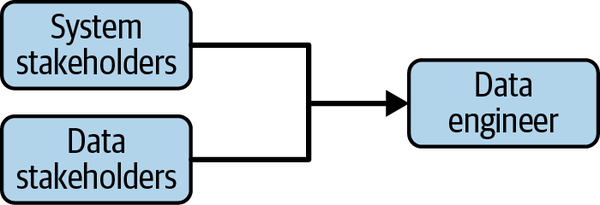 System
stakeholders
Data
stakeholders
Data
engineer